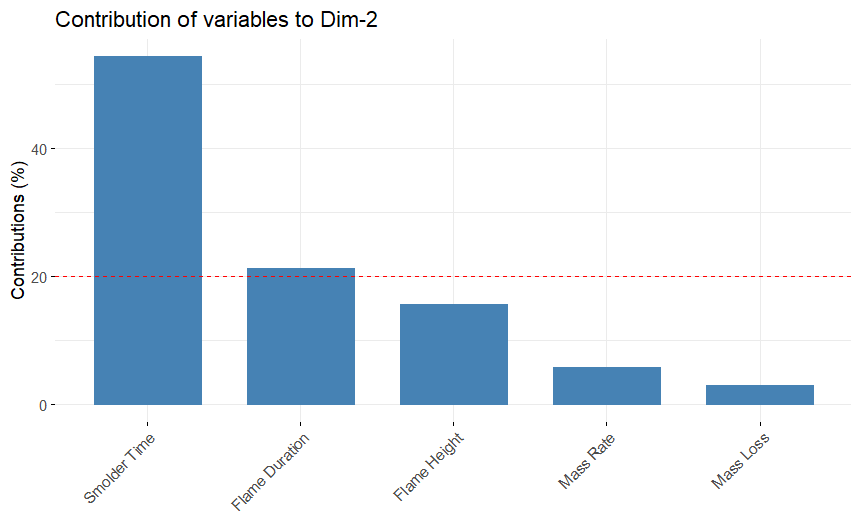 Contribution of variables to Dim-2
Contributions (%)
40
20
0
Smolder Time
Flame Duration
Flame Height
Mass Rate
Mass Loss